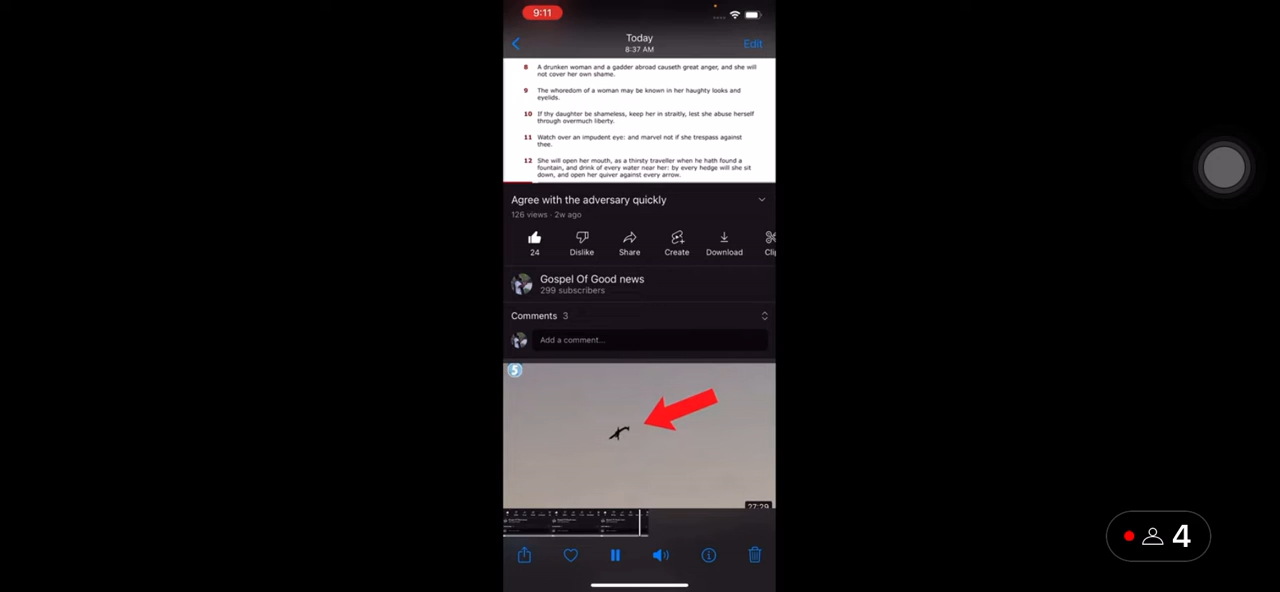 9:11
Today
8:37 AM
Edit
8 A drunken woman and a gadder abroad causeth great anger, and she will
not cover her own shame.
9 The whoredom of a woman may be known in her haughty looks and
eyelids.
10 If thy daughter be shameless, keep her in straitly, lest she abuse herself
through overmuch liberty.
11 Watch over an impudent eye: and marvel not if she trespass against
thee.
12 She will open her mouth, as a thirsty traveller when he hath found a
fountain, and drink of every water near her: by every hedge will she sit
down, and open her quiver against every arrow.
Agree with the adversary quickly
126 views · 2w ago
24
Dislike
Share
Create
Download
Cli
Gospel Of Good news
299 subscribers
Comments 3
Add a comment...
5
27:29
4